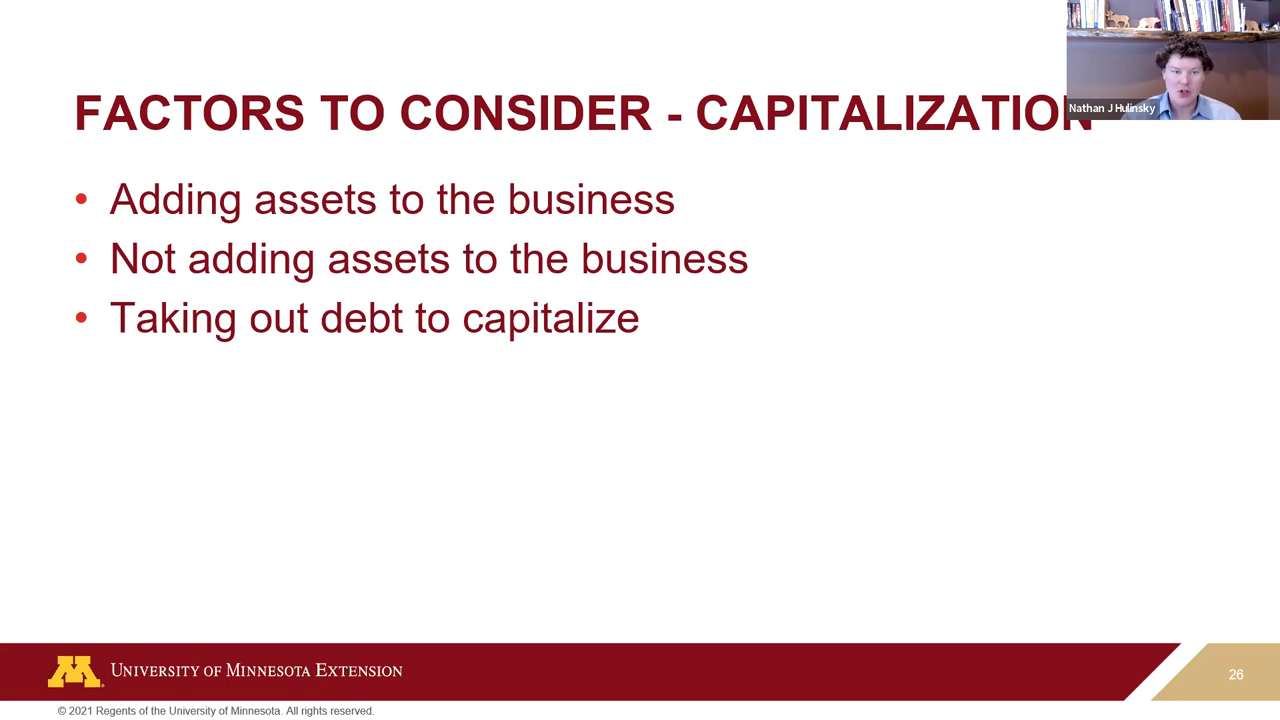 FACTORS TO CONSIDER - CAPITALIZATION
Nathan J Hulinsky
• Adding assets to the business
• Not adding assets to the business
• Taking out debt to capitalize
UNIVERSITY OF MINNESOTA EXTENSION
26
© 2021 Regents of the University of Minnesota. All rights reserved.